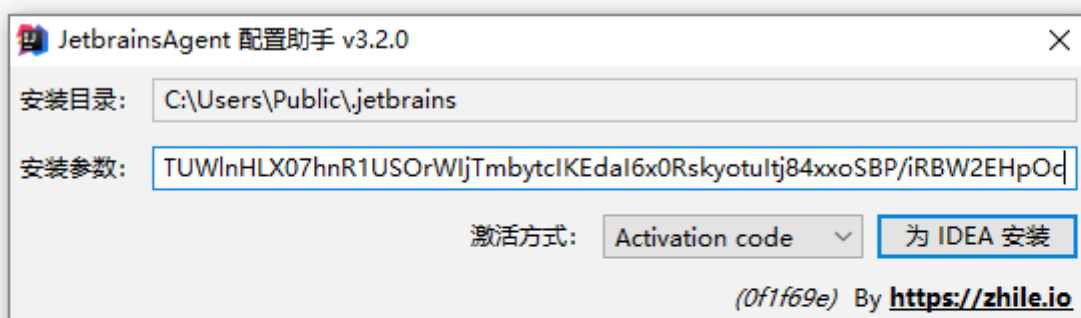 JetbrainsAgent 配置助手 v3.2.0
安装目录： C:\Users\Public\.jetbrains
安装参数： TUWlnHLX07hnR1USOrWIjTmbytcIKEdaI6x0RskyotuItj84xxoSBP/iRBW2EHpOc
激活方式： Activation code 为 IDEA 安装
(0f1f69e) By https://zhile.io